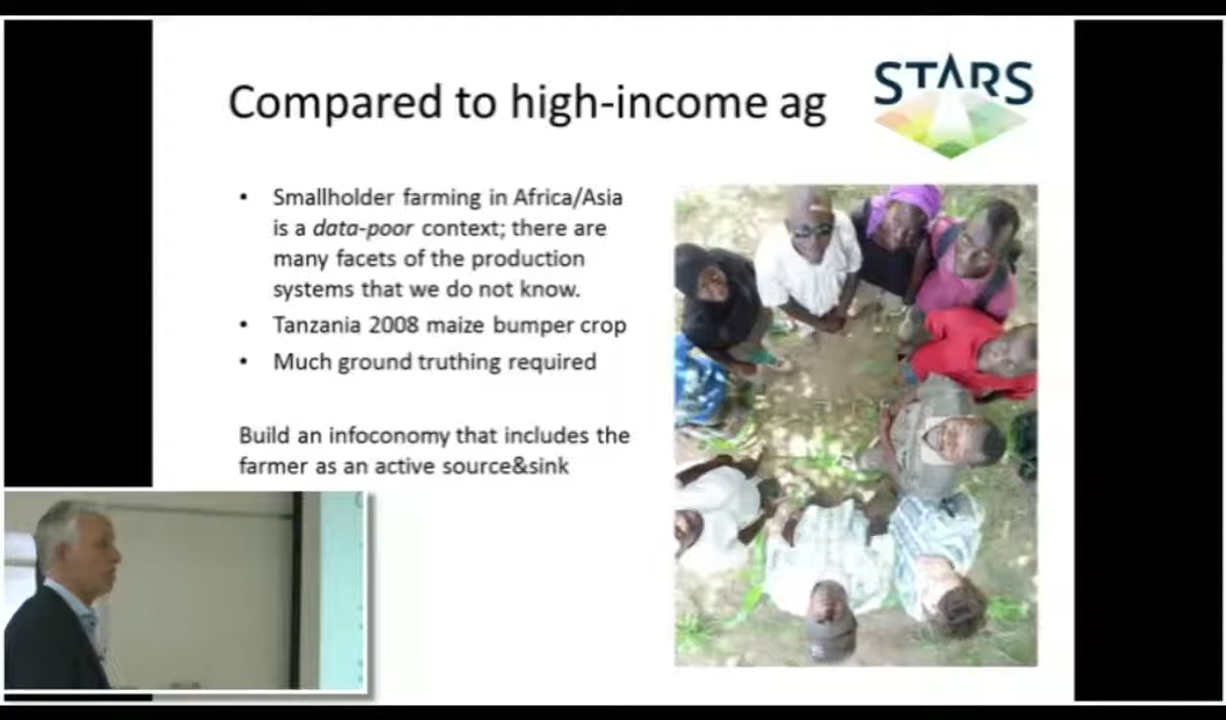 Compared to high-income ag
STARS
• Smallholder farming in Africa/Asia
is a data-poor context; there are
many facets of the production
systems that we do not know.
• Tanzania 2008 maize bumper crop
• Much ground truthing required
Build an infoconomy that includes the
farmer as an active source&sink